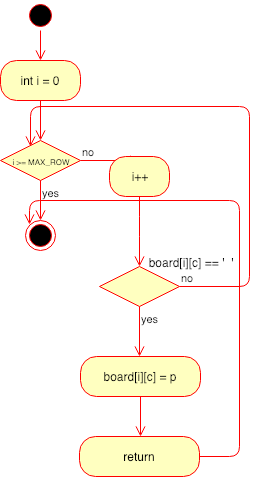 int i = 0
i >= MAX_ROW
no
i++
yes
board[i][c] == ' '
no
yes
board[i][c] = p
return